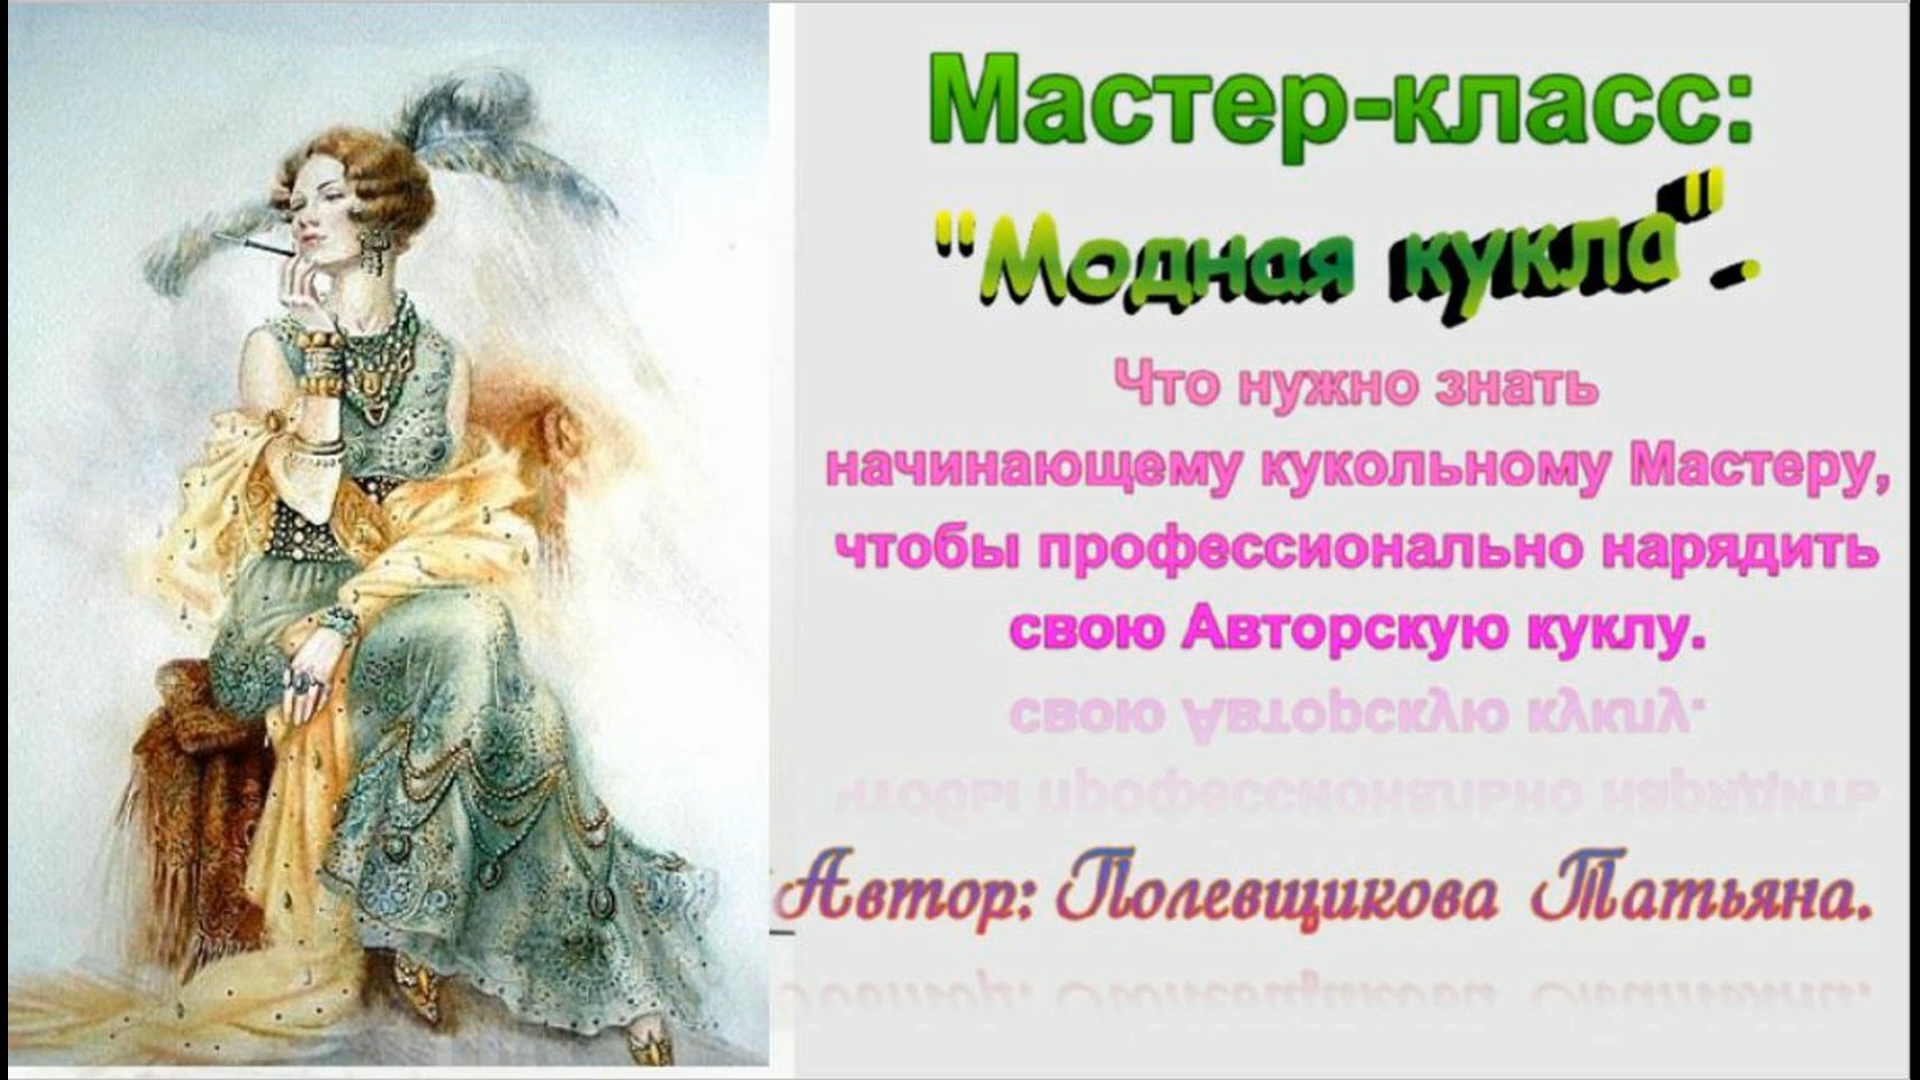 Мастер-класс:
"Модная кукла".
Что нужно знать
начинающему кукольному Мастеру,
чтобы профессионально нарядить
свою Авторскую куклу.
Автор: Полевщикова Татьяна.